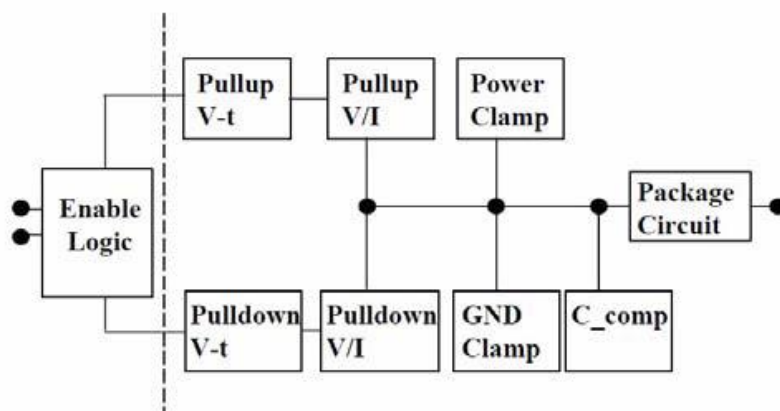 Pullup
V-t
Pullup
V/I
Power
Clamp
Enable
Logic
Package
Circuit
Pulldown
V-t
Pulldown
V/I
GND
Clamp
C_comp